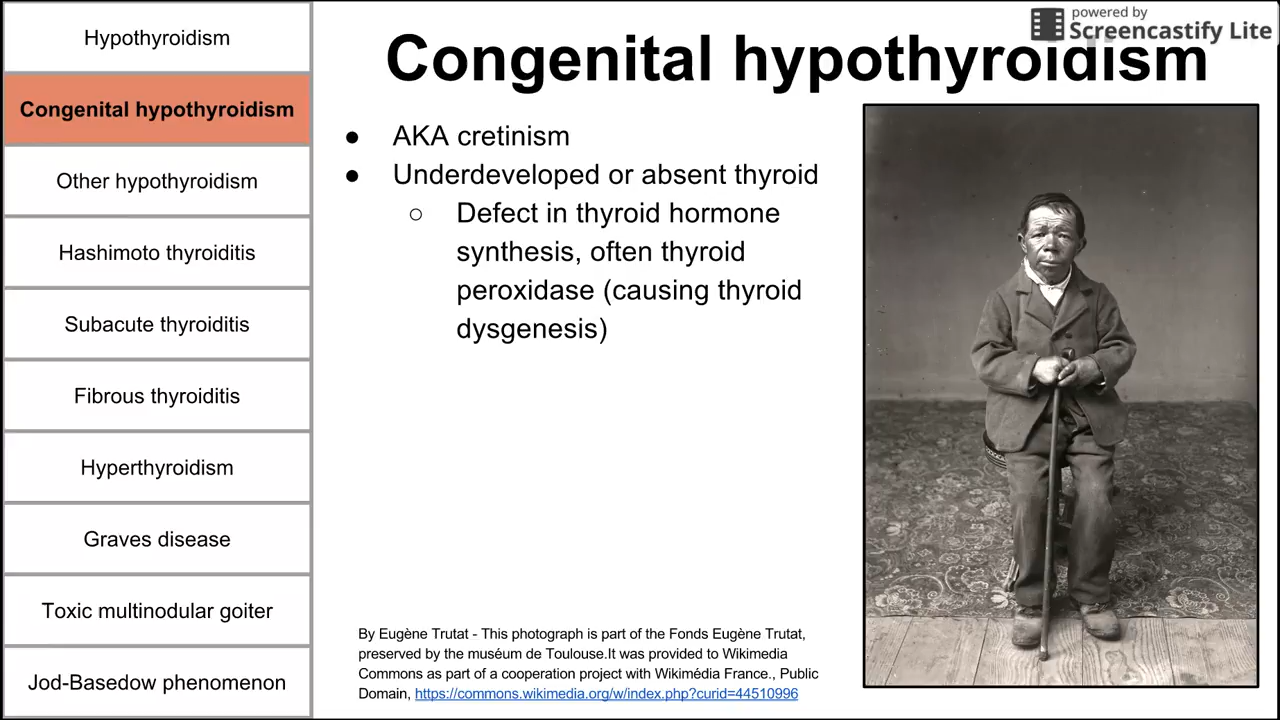 Hypothyroidism
Congenital hypothyroidism
Other hypothyroidism
Hashimoto thyroiditis
Subacute thyroiditis
Fibrous thyroiditis
Hyperthyroidism
Graves disease
Toxic multinodular goiter
Jod-Basedow phenomenon
powered by
Screencastify Lite
Congenital hypothyroidism
● AKA cretinism
● Underdeveloped or absent thyroid
○ Defect in thyroid hormone
synthesis, often thyroid
peroxidase (causing thyroid
dysgenesis)
By Eugène Trutat - This photograph is part of the Fonds Eugène Trutat,
preserved by the muséum de Toulouse.It was provided to Wikimedia
Commons as part of a cooperation project with Wikimédia France., Public
Domain, https://commons.wikimedia.org/w/index.php?curid=44510996